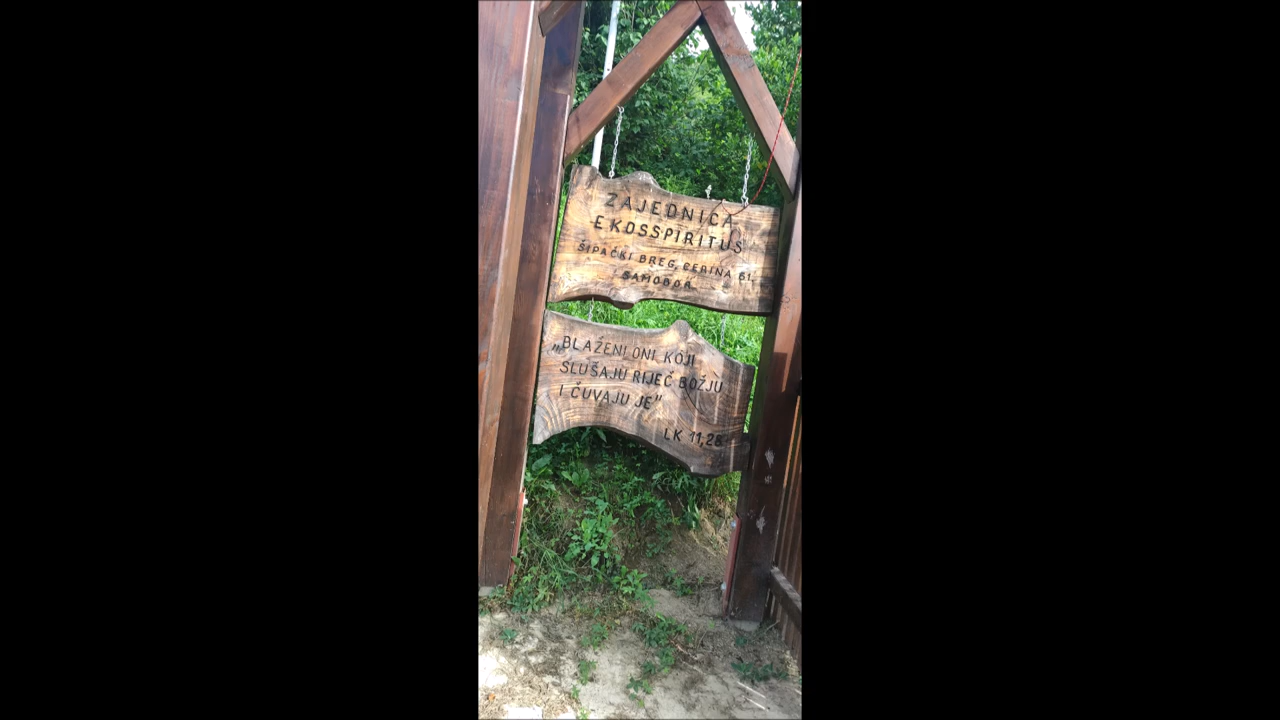 ZAJEDNICA
EKOSSPIRITUS
ŠIPAČKI BREG, CERINA 61.
SAMOBOR
„BLAŽENI ONI KOJI
SLUŠAJU RIJEČ BOŽJU
I ČUVAJU JE"
LK 11,28